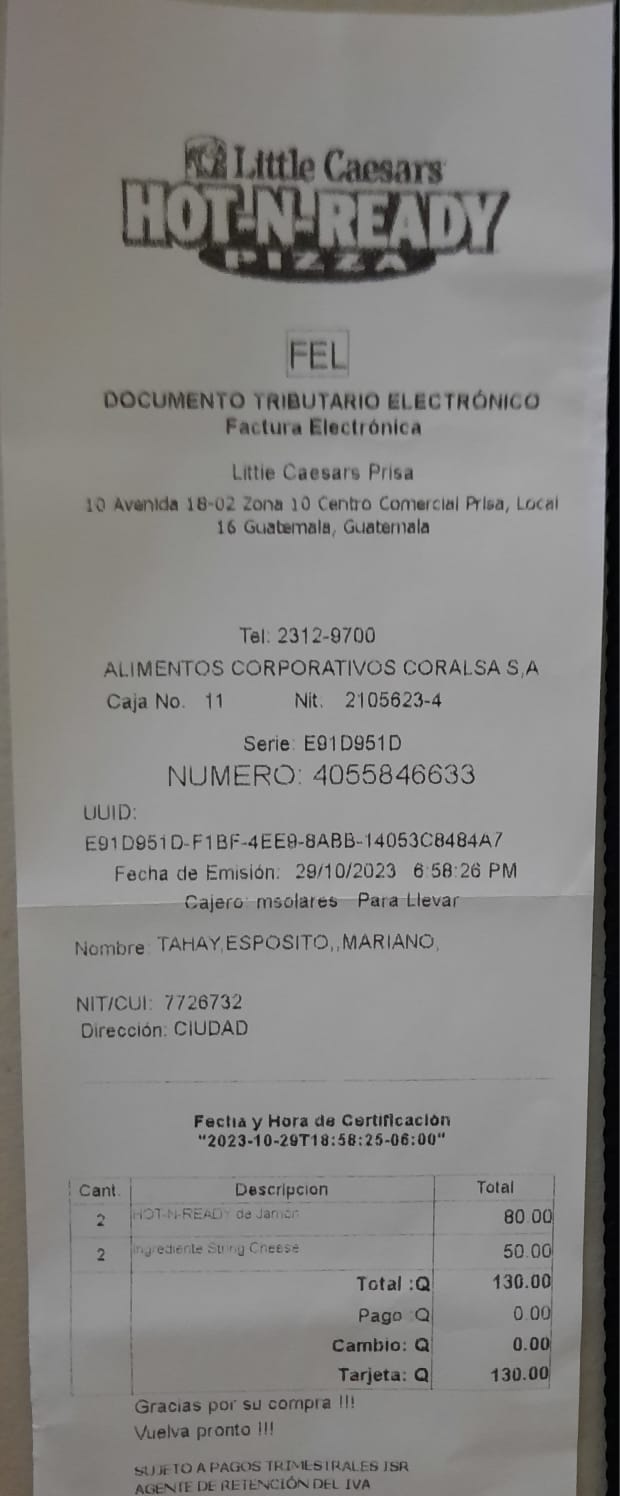 Little Caesars
HOT-N-READY
PIZZA
FEL
DOCUMENTO TRIBUTARIO ELECTRÓNICO
Factura Electrónica
Little Caesars Prisa
10 Avenida 18-02 Zona 10 Centro Comercial Prisa, Local
16 Guatemala, Guatemala
Tel: 2312-9700
ALIMENTOS CORPORATIVOS CORALSA S,A
Caja No. 11 Nit. 2105623-4
Serie: E91D951D
NUMERO: 4055846633
UUID:
E91D951D-F1BF-4EE9-8ABB-14053C8484A7
Fecha de Emisión: 29/10/2023 6:58:26 PM
Cajero: msolares Para Llevar
Nombre: TAHAY,ESPOSITO,,MARIANO,
NIT/CUI: 7726732
Dirección: CIUDAD
Fecha y Hora de Certificación
"2023-10-29T18:58:25-06:00"
Cant. Descripcion Total
2 HOT-N-READY de Jamon 80.00
2 Ingrediente String Cheese 50.00
Total :Q 130.00
Pago :Q 0.00
Cambio: Q 0.00
Tarjeta: Q 130.00
Gracias por su compra !!!
Vuelva pronto !!!
SUJETO A PAGOS TRIMESTRALES ISR
AGENTE DE RETENCIÓN DEL IVA